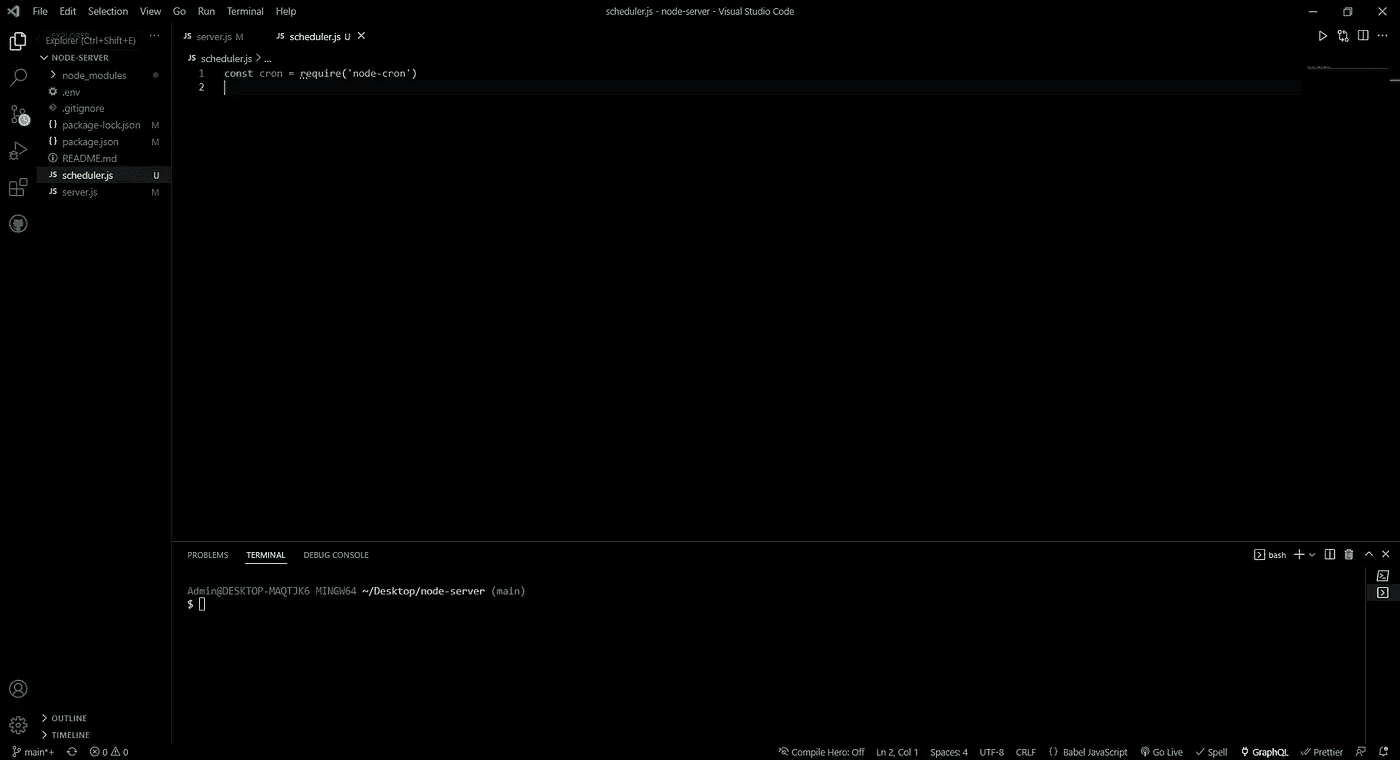 File Edit Selection View Go Run Terminal Help scheduler.js - node-server - Visual Studio Code
Explorer (Ctrl+Shift+E)
NODE-SERVER
node_modules
.env
.gitignore
package-lock.json M
package.json M
README.md
JS scheduler.js U
JS server.js M
JS server.js M JS scheduler.js U
JS scheduler.js > ...
1 const cron = require('node-cron')
2
PROBLEMS TERMINAL DEBUG CONSOLE bash
Admin@DESKTOP-MAQTJK6 MINGW64 ~/Desktop/node-server (main)
$
OUTLINE
TIMELINE
main*+ 0 0 Compile Hero: Off Ln 2, Col 1 Spaces: 4 UTF-8 CRLF {} Babel JavaScript Go Live Spell GraphQL Prettier